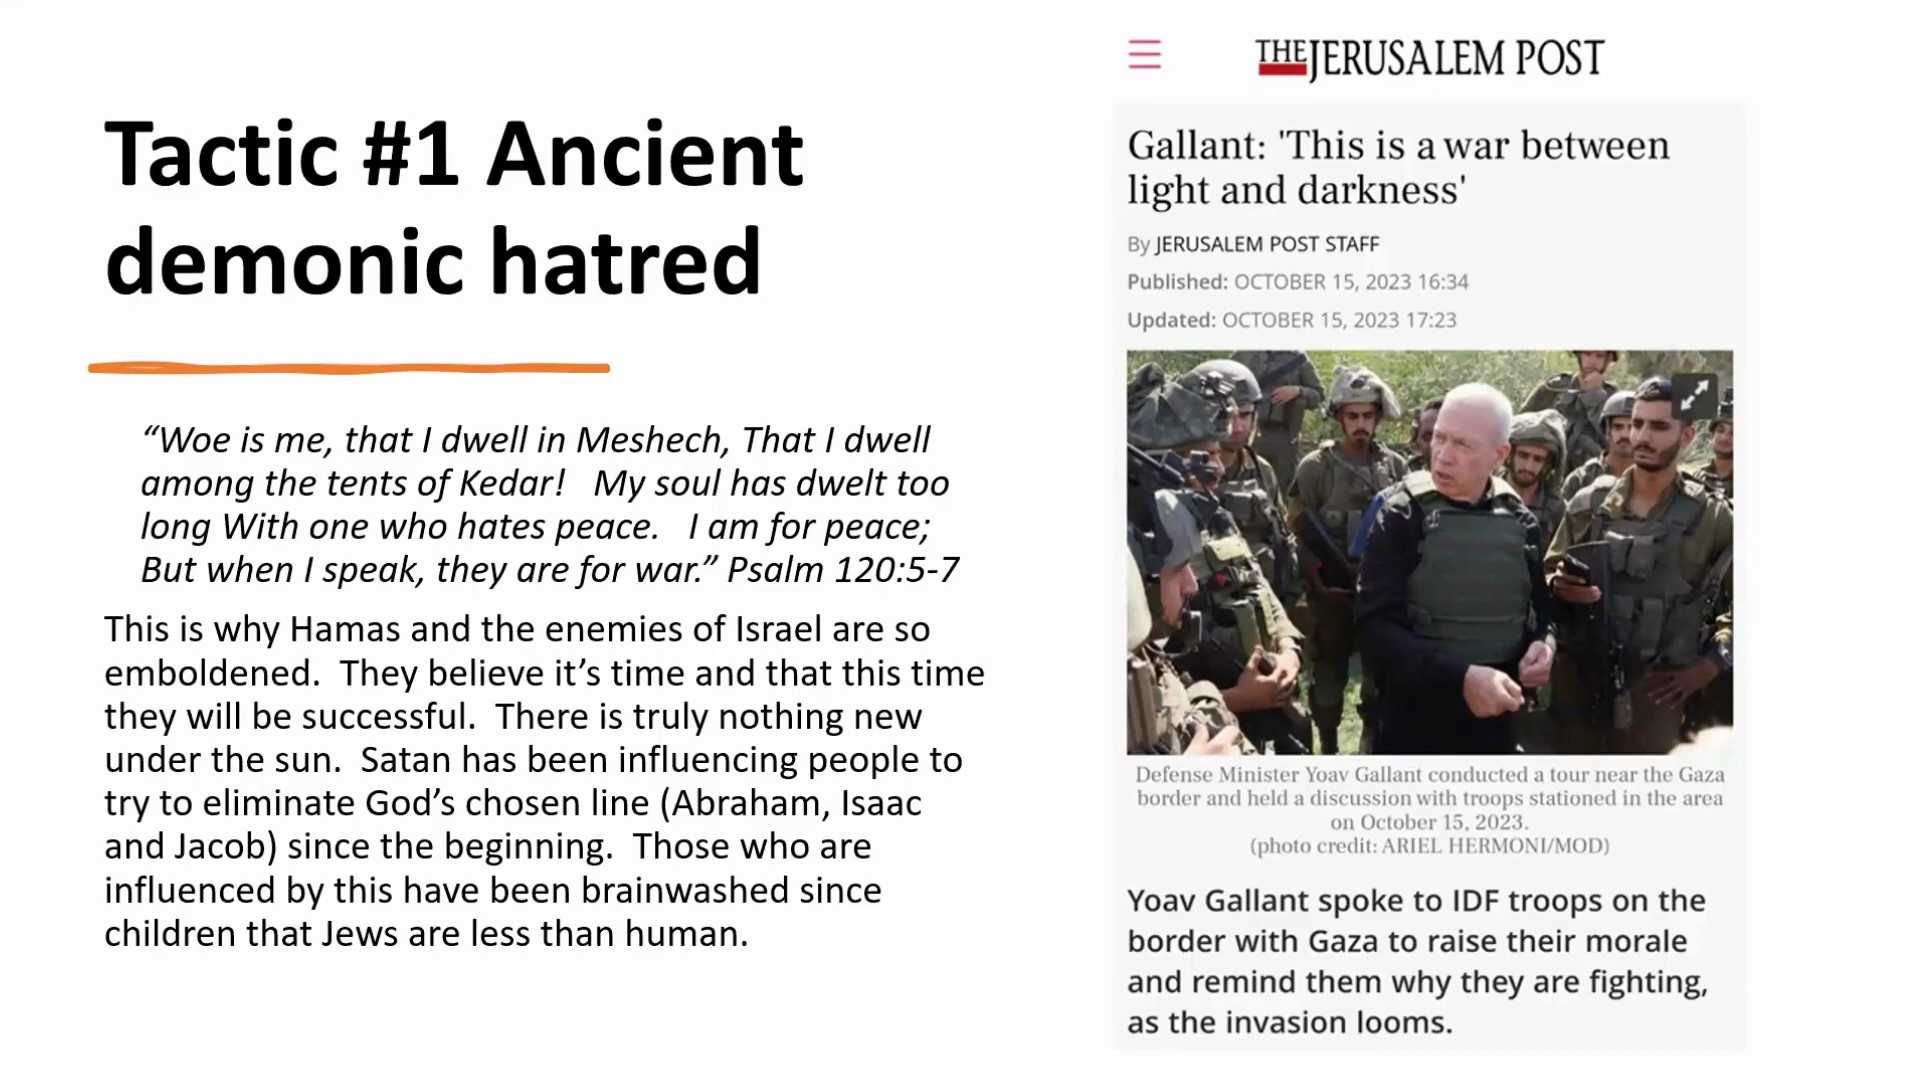 Tactic #1 Ancient
demonic hatred
“Woe is me, that I dwell in Meshech, That I dwell
among the tents of Kedar!   My soul has dwelt too
long With one who hates peace.   I am for peace;
But when I speak, they are for war.” Psalm 120:5-7
This is why Hamas and the enemies of Israel are so
emboldened.  They believe it’s time and that this time
they will be successful.  There is truly nothing new
under the sun.  Satan has been influencing people to
try to eliminate God’s chosen line (Abraham, Isaac
and Jacob) since the beginning.  Those who are
influenced by this have been brainwashed since
children that Jews are less than human.
THE JERUSALEM POST
Gallant: 'This is a war between
light and darkness'
By JERUSALEM POST STAFF
Published: OCTOBER 15, 2023 16:34
Updated: OCTOBER 15, 2023 17:23
Defense Minister Yoav Gallant conducted a tour near the Gaza
border and held a discussion with troops stationed in the area
on October 15, 2023.
(photo credit: ARIEL HERMONI/MOD)
Yoav Gallant spoke to IDF troops on the
border with Gaza to raise their morale
and remind them why they are fighting,
as the invasion looms.